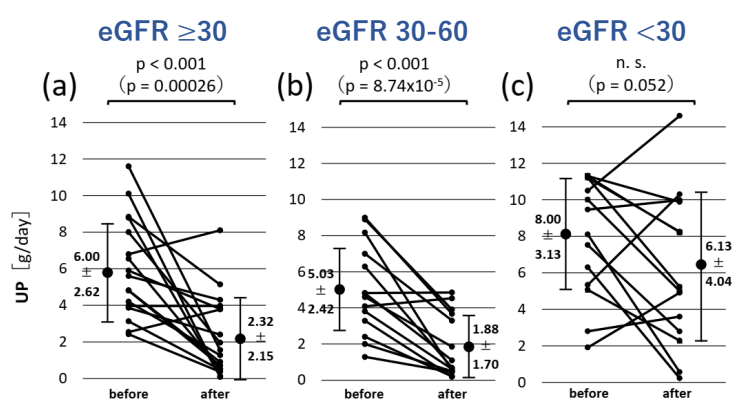 eGFR ≥30
eGFR 30-60
eGFR <30
p < 0.001
(p = 0.00026)
p < 0.001
(p = 8.74x10⁻⁵)
n. s.
(p = 0.052)
(a)
(b)
(c)
UP [g/day]
14
12
10
8
6
4
2
0
6.00
±
2.62
2.32
±
2.15
before
after
14
12
10
8
6
4
2
0
5.03
±
2.42
1.88
±
1.70
before
after
14
12
10
8
6
4
2
0
8.00
±
3.13
6.13
±
4.04
before
after